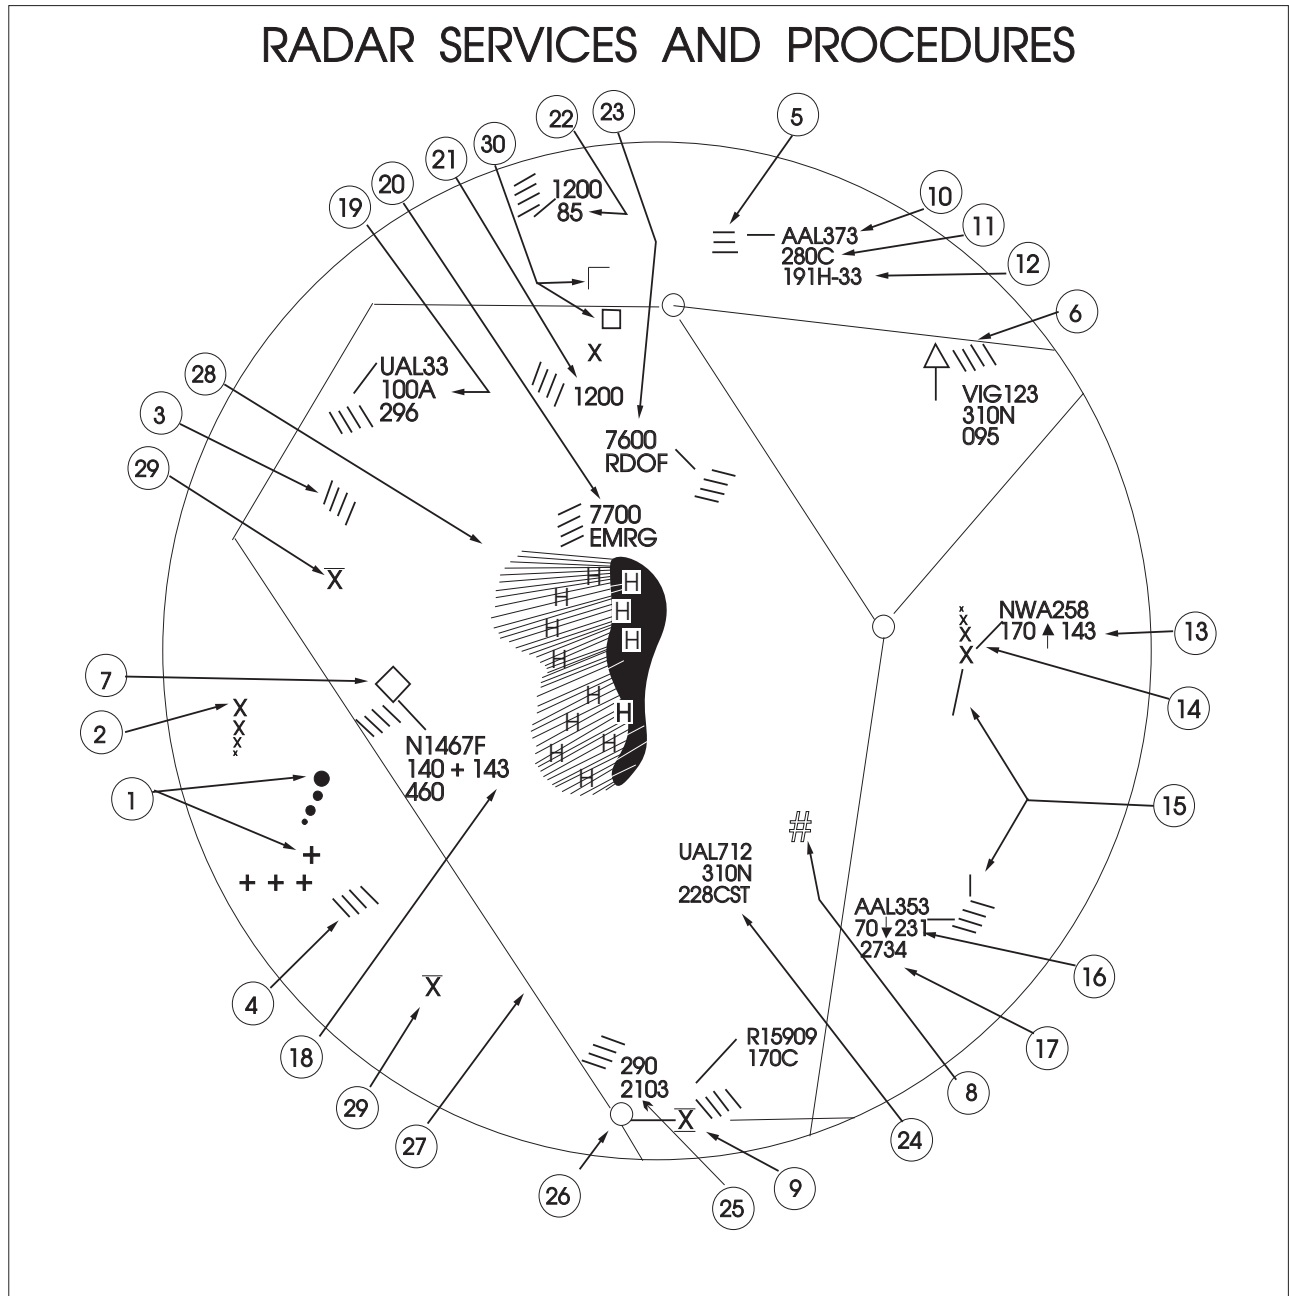 RADAR SERVICES AND PROCEDURES
22
23
5
30
21
20
19
1200
85
10
11
12
AAL373
280C
191H-33
6
28
3
29
UAL33
100A
296
X
1200
7600
RDOF
VIG123
310N
095
7700
EMRG
X
H H
H H
H H
H
H
H H
H H
H
H
x
x
X
X
NWA258
170 143
13
14
7
2
X
X
x
x
N1467F
140 + 143
460
1
+
+ + +
15
#
UAL712
310N
228CST
AAL353
70 231
2734
16
17
4
X
18
29
27
R15909
170C
290
2103
X
8
24
26
25
9